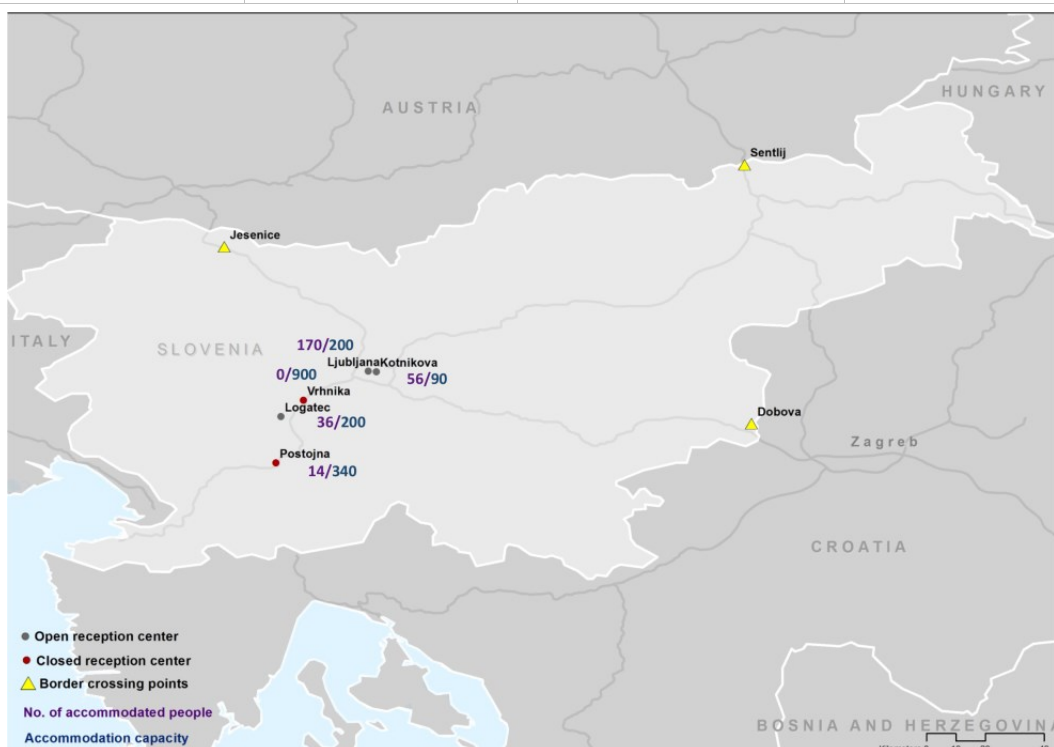 AUSTRIA
HUNGARY
Sentlij
Jesenice
ITALY
SLOVENIA
170/200
Ljubljana
Kotnikova
0/900
56/90
Vrhnika
Logatec
36/200
Dobova
Zagreb
Postojna
14/340
CROATIA
Open reception center
Closed reception center
Border crossing points
No. of accommodated people
Accommodation capacity
BOSNIA AND HERZEGOVINA